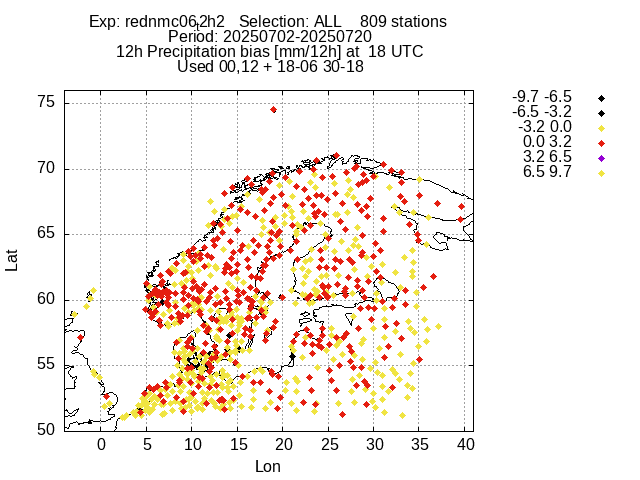 Exp: rednmc06t2h2   Selection: ALL    809 stations
Period: 20250702-20250720
12h Precipitation bias [mm/12h] at  18 UTC
Used 00,12 + 18-06 30-18
-9.7 -6.5
-6.5 -3.2
-3.2 0.0
0.0 3.2
3.2 6.5
6.5 9.7
75
70
65
60
55
50
Lat
0 5 10 15 20 25 30 35 40
Lon